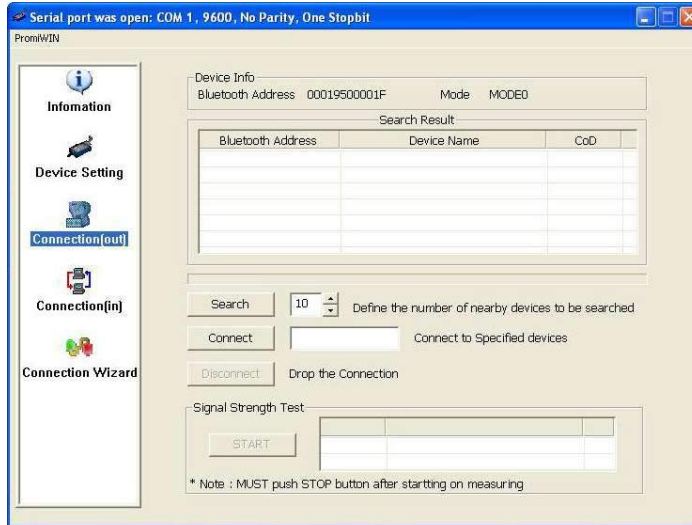 Serial port was open: COM 1, 9600, No Parity, One Stopbit
PromiWIN
Infomation
Device Setting
Connection(out)
Connection(in)
Connection Wizard
Device Info
Bluetooth Address 00019500001F Mode MODE0
Search Result
Bluetooth Address Device Name CoD
Search 10 Define the number of nearby devices to be searched
Connect Connect to Specified devices
Disconnect Drop the Connection
Signal Strength Test
START
* Note : MUST push STOP button after startting on measuring